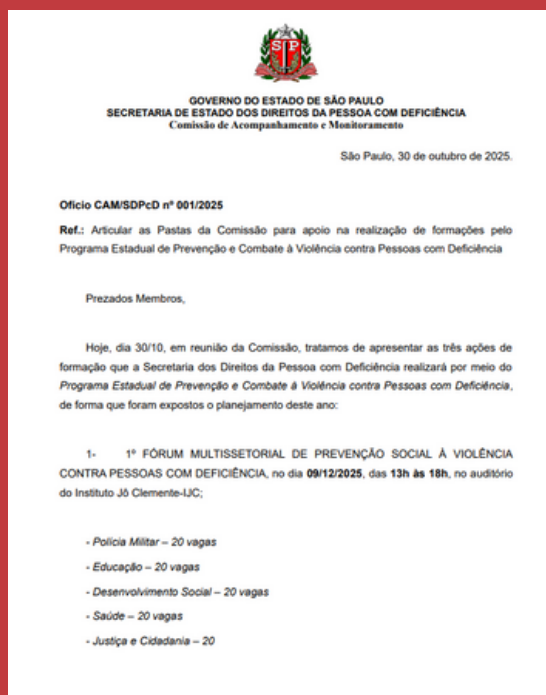 SP
GOVERNO DO ESTADO DE SÃO PAULO
SECRETARIA DE ESTADO DOS DIREITOS DA PESSOA COM DEFICIÊNCIA
Comissão de Acompanhamento e Monitoramento
São Paulo, 30 de outubro de 2025.
Ofício CAM/SDPcD nº 001/2025
Ref.: Articular as Pastas da Comissão para apoio na realização de formações pelo
Programa Estadual de Prevenção e Combate à Violência contra Pessoas com Deficiência
Prezados Membros,
Hoje, dia 30/10, em reunião da Comissão, tratamos de apresentar as três ações de
formação que a Secretaria dos Direitos da Pessoa com Deficiência realizará por meio do
Programa Estadual de Prevenção e Combate à Violência contra Pessoas com Deficiência,
de forma que foram expostos o planejamento deste ano:
1- 1º FÓRUM MULTISSETORIAL DE PREVENÇÃO SOCIAL À VIOLÊNCIA
CONTRA PESSOAS COM DEFICIÊNCIA, no dia 09/12/2025, das 13h às 18h, no auditório
do Instituto Jô Clemente-IJC;
- Polícia Militar – 20 vagas
- Educação – 20 vagas
- Desenvolvimento Social – 20 vagas
- Saúde – 20 vagas
- Justiça e Cidadania – 20